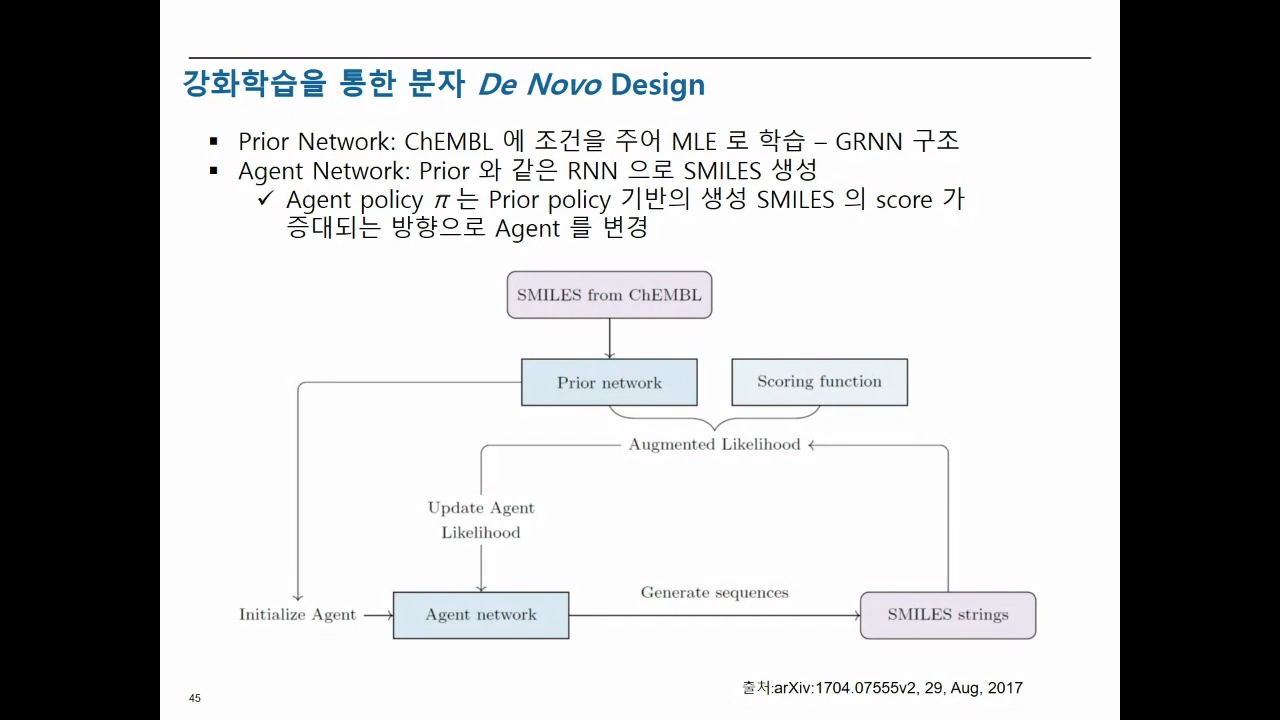 강화학습을 통한 분자 De Novo Design
▪ Prior Network: ChEMBL 에 조건을 주어 MLE 로 학습 – GRNN 구조
▪ Agent Network: Prior 와 같은 RNN 으로 SMILES 생성
✓ Agent policy π 는 Prior policy 기반의 생성 SMILES 의 score 가
증대되는 방향으로 Agent 를 변경
SMILES from ChEMBL
Prior network
Scoring function
Augmented Likelihood
Update Agent
Likelihood
Generate sequences
Initialize Agent
Agent network
SMILES strings
출처:arXiv:1704.07555v2, 29, Aug, 2017
45